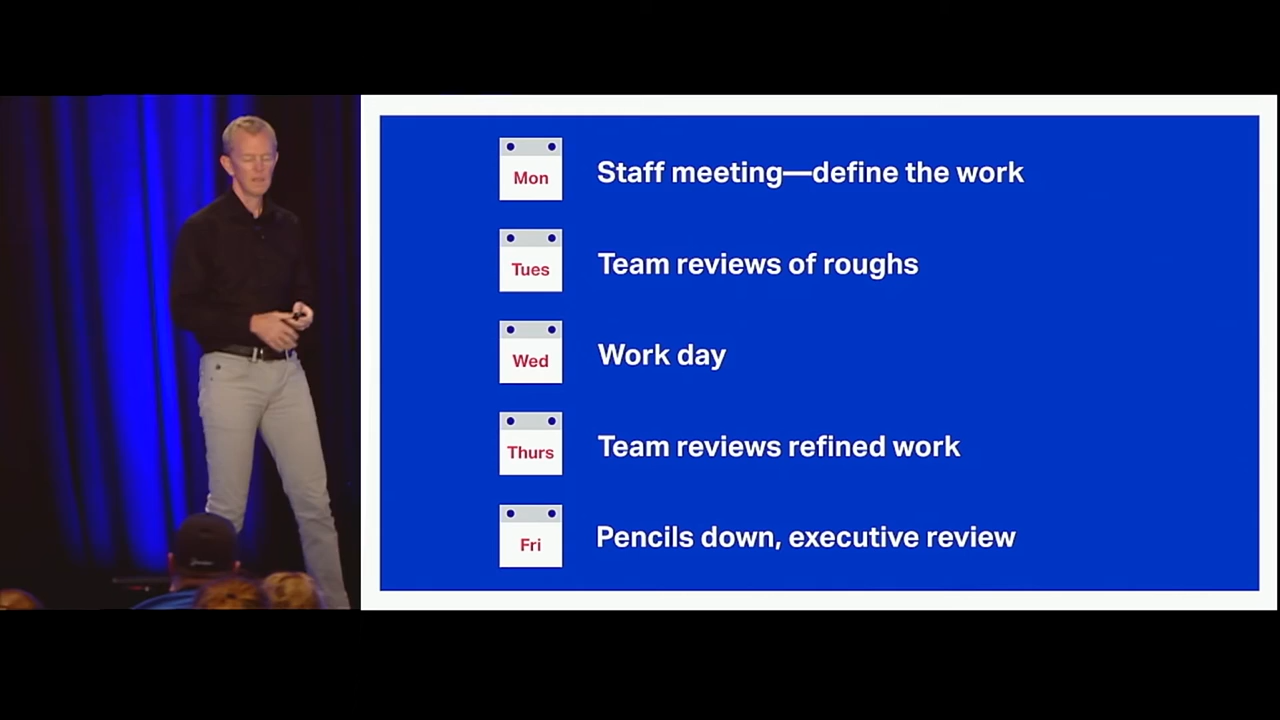 Mon
Staff meeting—define the work
Tues
Team reviews of roughs
Wed
Work day
Thurs
Team reviews refined work
Fri
Pencils down, executive review